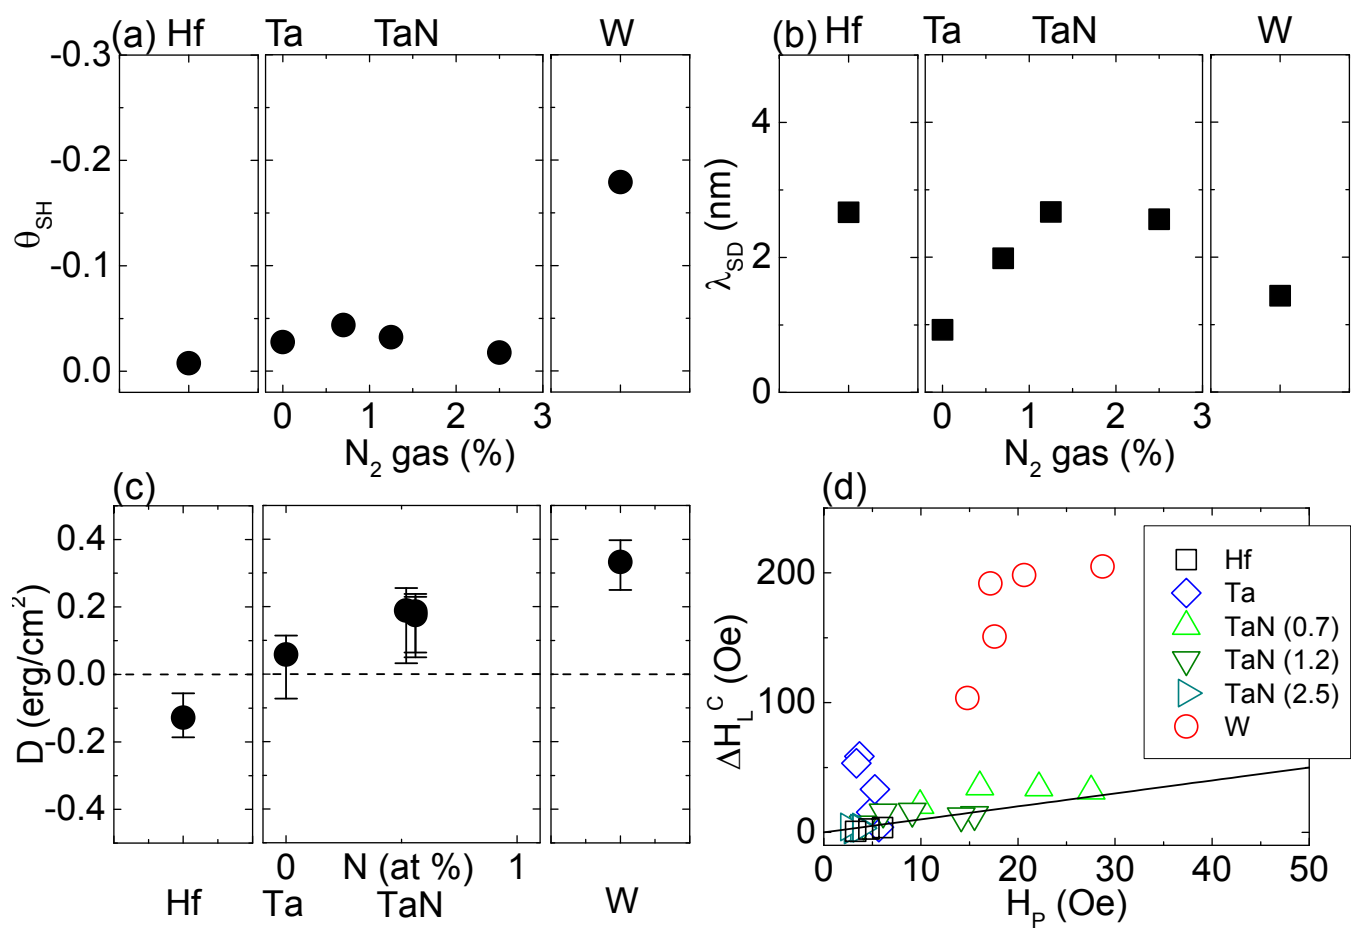 (a) Hf Ta TaN W
-0.3
-0.2
-0.1
0.0
θSH
0 1 2 3
N2 gas (%)
(b) Hf Ta TaN W
4
2
0
λSD (nm)
0 1 2 3
N2 gas (%)
(c)
0.4
0.2
0.0
-0.2
-0.4
D (erg/cm2)
0 N (at %) 1
Hf Ta TaN W
(d)
200
100
0
ΔHLC (Oe)
Hf
Ta
TaN (0.7)
TaN (1.2)
TaN (2.5)
W
0 10 20 30 40 50
HP (Oe)